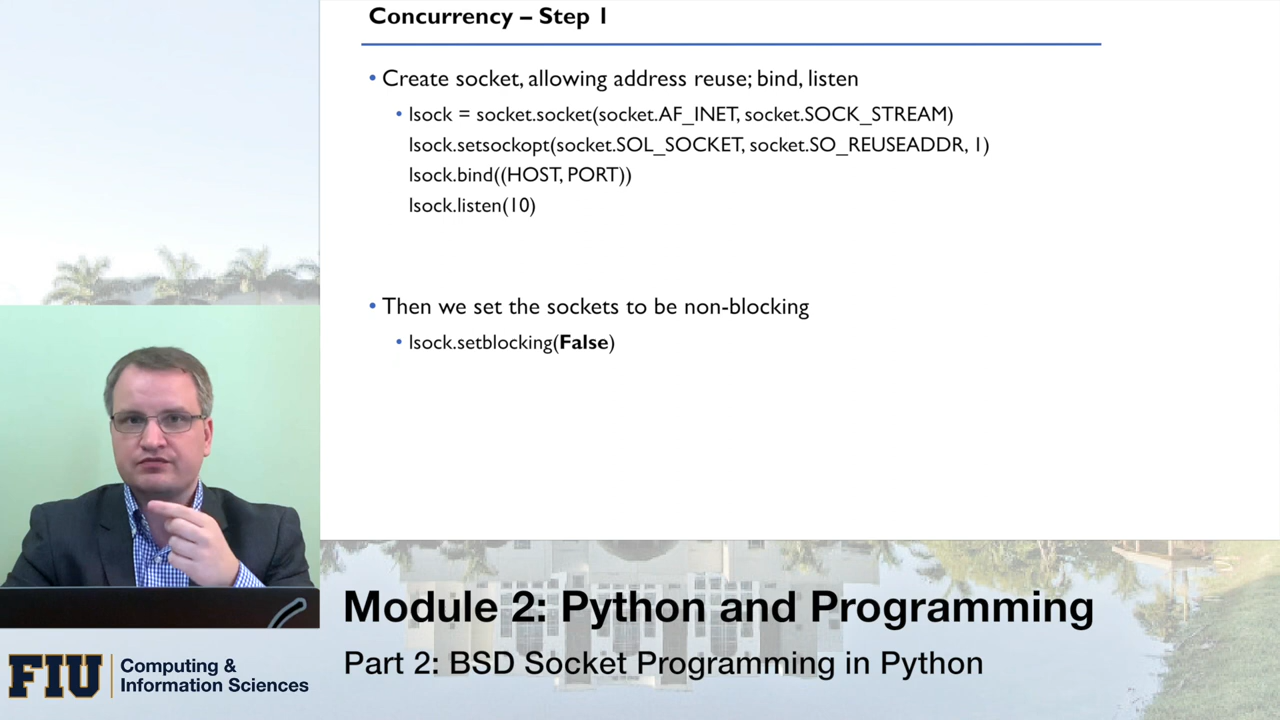 Concurrency – Step 1
• Create socket, allowing address reuse; bind, listen
• lsock = socket.socket(socket.AF_INET, socket.SOCK_STREAM)
lsock.setsockopt(socket.SOL_SOCKET, socket.SO_REUSEADDR, 1)
lsock.bind((HOST, PORT))
lsock.listen(10)
• Then we set the sockets to be non-blocking
• lsock.setblocking(False)
Module 2: Python and Programming
Part 2: BSD Socket Programming in Python
FIU
Computing &
Information Sciences